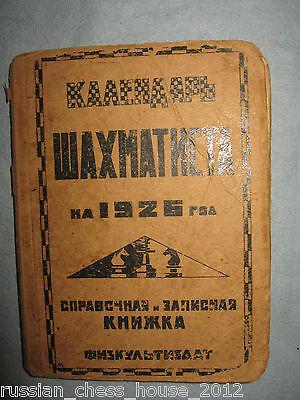 КАЛЕНДАРЬ
ШАХМАТИСТА
НА 1926 ГОД
СПРАВОЧНАЯ И ЗАПИСНАЯ
КНИЖКА
ФИЗКУЛЬТИЗДАТ
russian_chess_house_2012